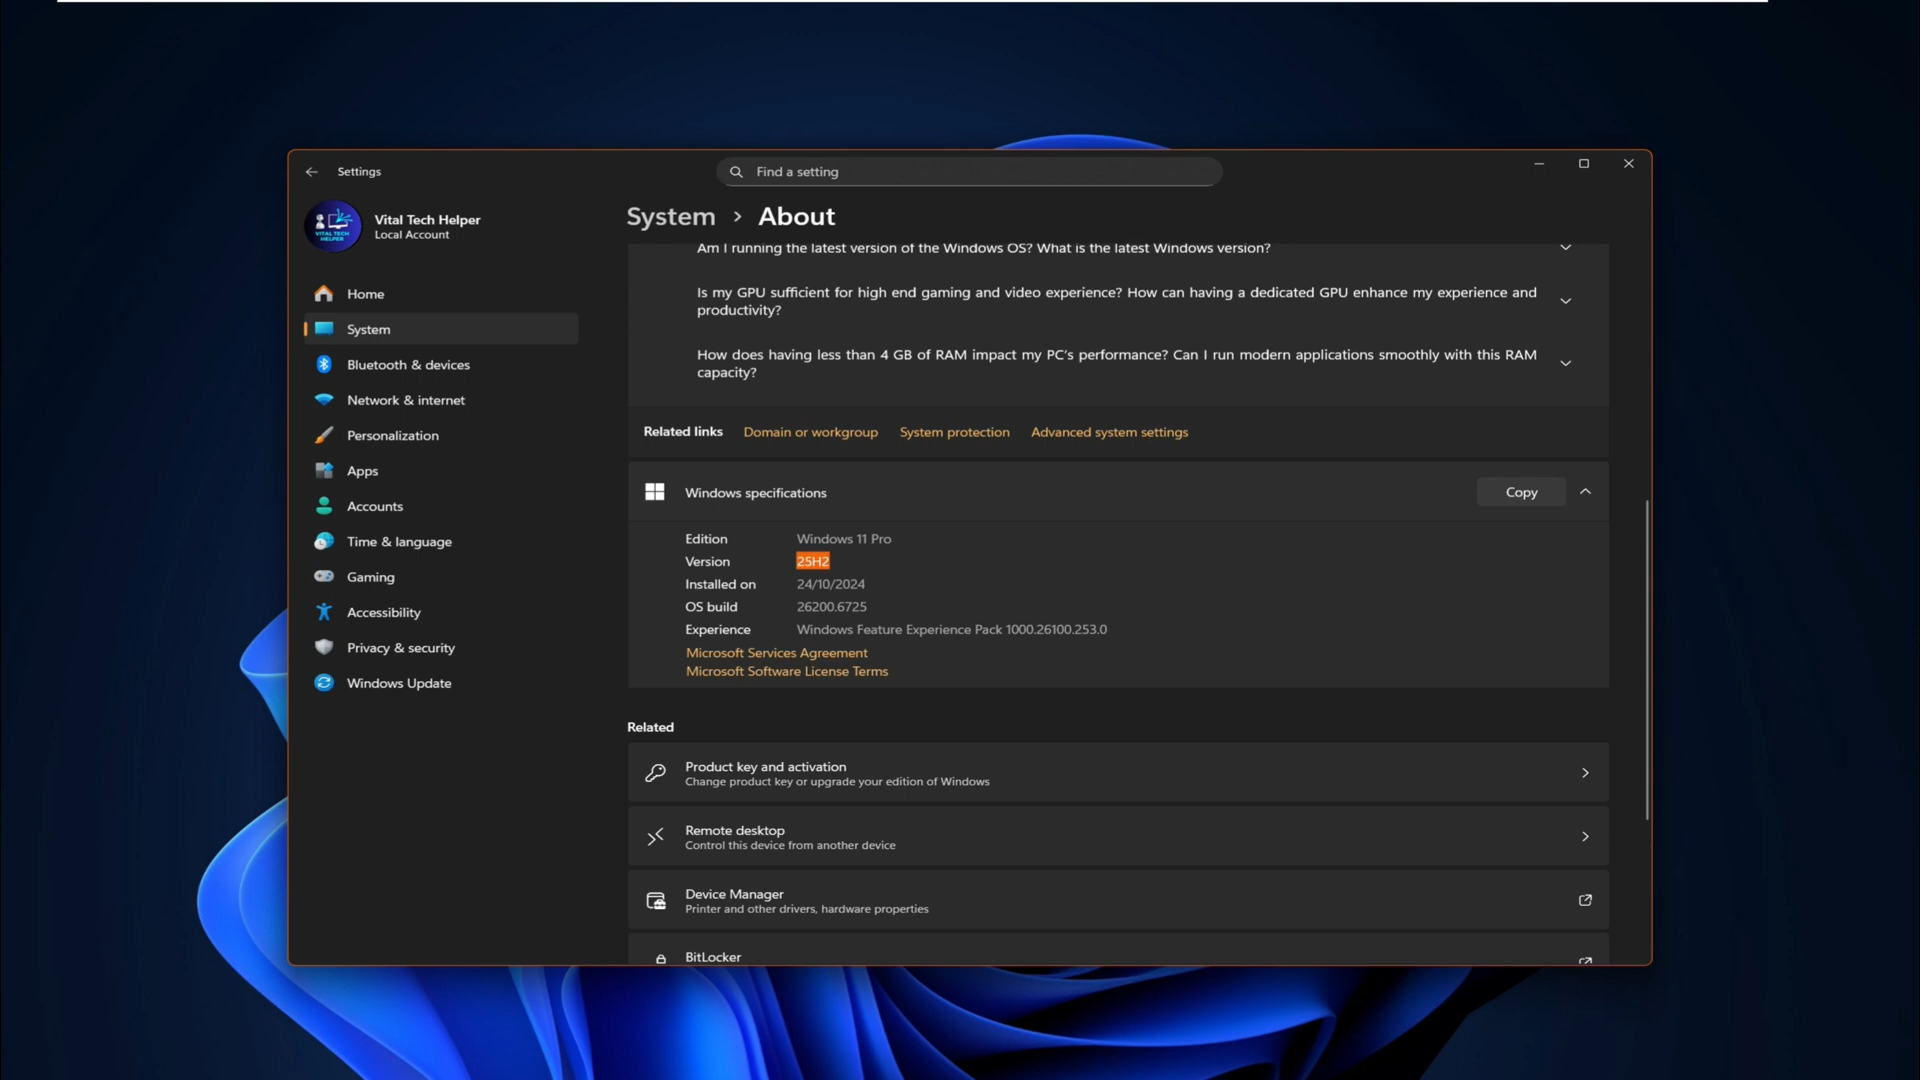 Settings
Find a setting
VITAL TECH
HELPER
Vital Tech Helper
Local Account
Home
System
Bluetooth & devices
Network & internet
Personalization
Apps
Accounts
Time & language
Gaming
Accessibility
Privacy & security
Windows Update
System > About
Am I running the latest version of the Windows OS? What is the latest Windows version?
Is my GPU sufficient for high end gaming and video experience? How can having a dedicated GPU enhance my experience and
productivity?
How does having less than 4 GB of RAM impact my PC's performance? Can I run modern applications smoothly with this RAM
capacity?
Related links Domain or workgroup System protection Advanced system settings
Windows specifications Copy
Edition Windows 11 Pro
Version 25H2
Installed on 24/10/2024
OS build 26200.6725
Experience Windows Feature Experience Pack 1000.26100.253.0
Microsoft Services Agreement
Microsoft Software License Terms
Related
Product key and activation
Change product key or upgrade your edition of Windows
Remote desktop
Control this device from another device
Device Manager
Printer and other drivers, hardware properties
BitLocker